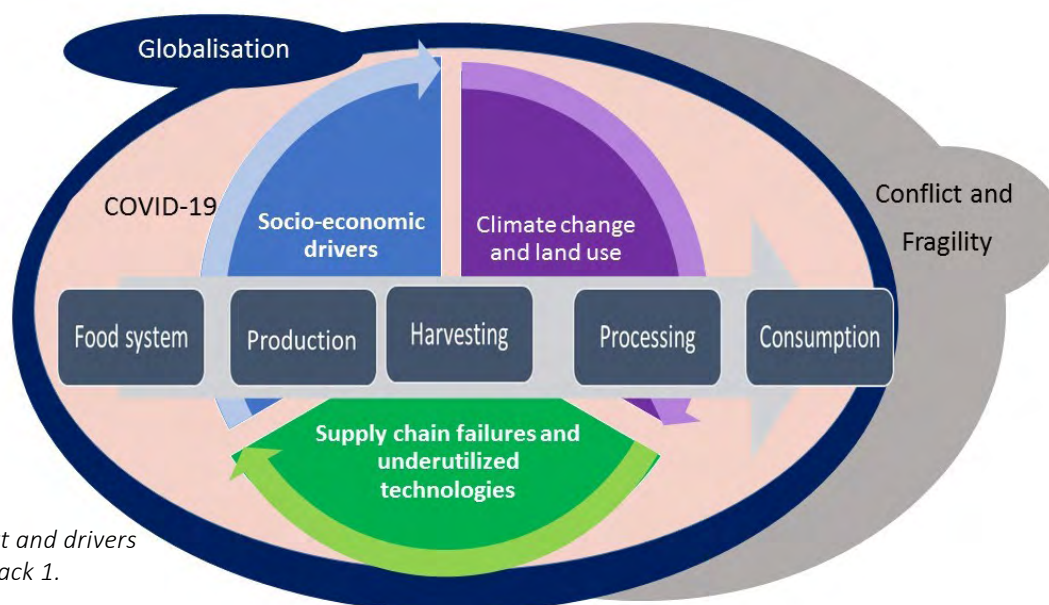 Globalisation
COVID-19
Socio-economic
drivers
Climate change
and land use
Conflict and
Fragility
Food system
Production
Harvesting
Processing
Consumption
Supply chain failures and
underutilized
technologies
and drivers
1.